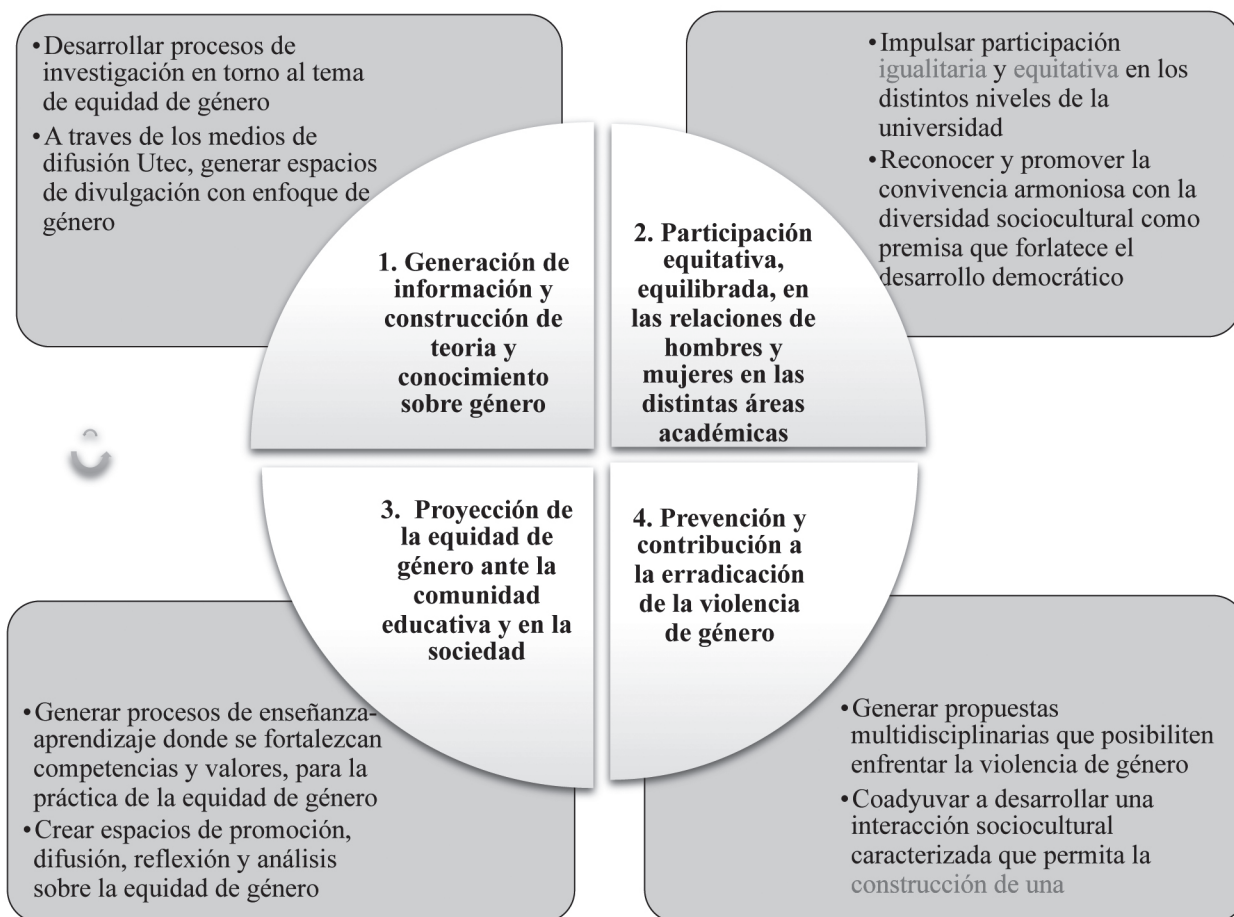 •Desarrollar procesos de
investigación en torno al tema
de equidad de género
•A traves de los medios de
difusión Utec, generar espacios
de divulgación con enfoque de
género
•Impulsar participación
igualitaria y equitativa en los
distintos niveles de la
universidad
•Reconocer y promover la
convivencia armoniosa con la
diversidad sociocultural como
premisa que forlatece el
desarrollo democrático
1. Generación de
información y
construcción de
teoria y
conocimiento
sobre género
2. Participación
equitativa,
equilibrada, en
las relaciones de
hombres y
mujeres en las
distintas áreas
académicas
3. Proyección de
la equidad de
género ante la
comunidad
educativa y en la
sociedad
4. Prevención y
contribución a
la erradicación
de la violencia
de género
•Generar procesos de enseñanza-
aprendizaje donde se fortalezcan
competencias y valores, para la
práctica de la equidad de género
•Crear espacios de promoción,
difusión, reflexión y análisis
sobre la equidad de género
•Generar propuestas
multidisciplinarias que posibiliten
enfrentar la violencia de género
•Coadyuvar a desarrollar una
interacción sociocultural
caracterizada que permita la
construcción de una